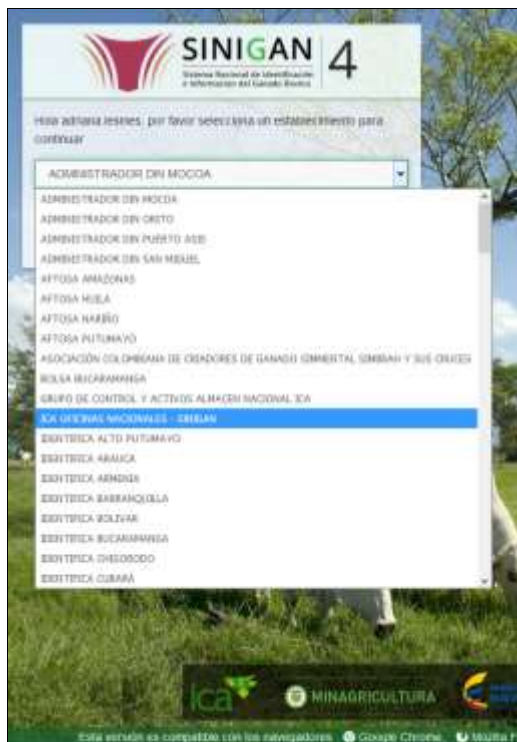 SINIGAN 4
Sistema Nacional de Identificación
e Información del Ganado Bovino
Hola adriana lesmes, por favor selecciona un establecimiento para
continuar
ADMINISTRADOR DIN MOCOA
ADMINISTRADOR DIN MOCOA
ADMINISTRADOR DIN ORITO
ADMINISTRADOR DIN PUERTO ASIS
ADMINISTRADOR DIN SAN MIGUEL
AFTOSA AMAZONAS
AFTOSA HUILA
AFTOSA NARIÑO
AFTOSA PUTUMAYO
ASOCIACIÓN COLOMBIANA DE CRIADORES DE GANADO SIMMENTAL SIMBRAH Y SUS CRUCES
BOLSA BUCARAMANGA
GRUPO DE CONTROL Y ACTIVOS ALMACEN NACIONAL ICA
ICA OFICINAS NACIONALES -
IDENTIFICA ALTO PUTUMAYO
IDENTIFICA ARAUCA
IDENTIFICA ARMENIA
IDENTIFICA BARRANQUILLA
IDENTIFICA BOLIVAR
IDENTIFICA BUCARAMANGA
IDENTIFICA CHIGORODO
IDENTIFICA CUBARÁ
ica
MINAGRICULTURA
Esta versión es compatible con los navegadores Google Chrome, Mozilla F